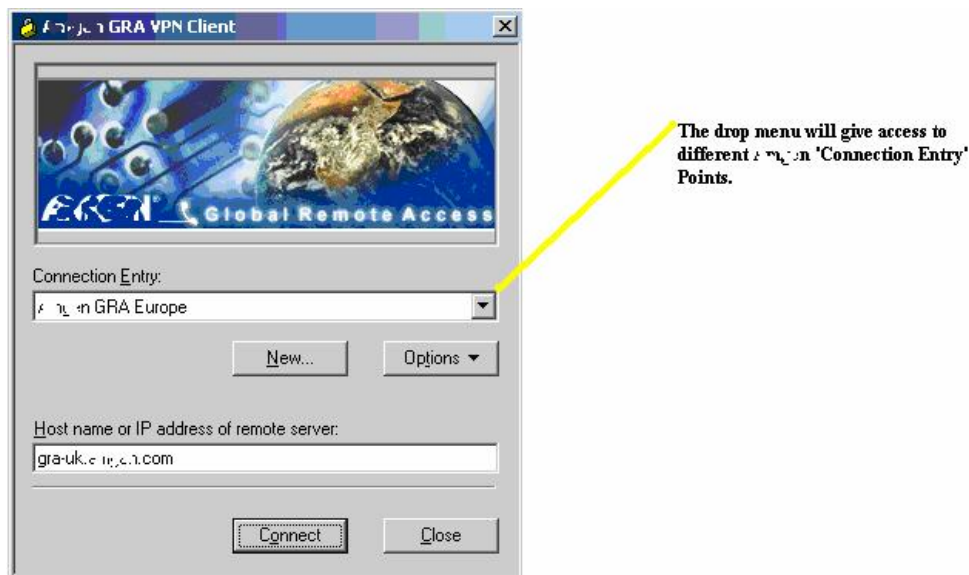 GRA VPN Client
Global Remote Access
The drop menu will give access to
different 'Connection Entry'
Points.
Connection Entry:
GRA Europe
New...
Options
Host name or IP address of remote server:
gra-uk. .com
Connect
Close